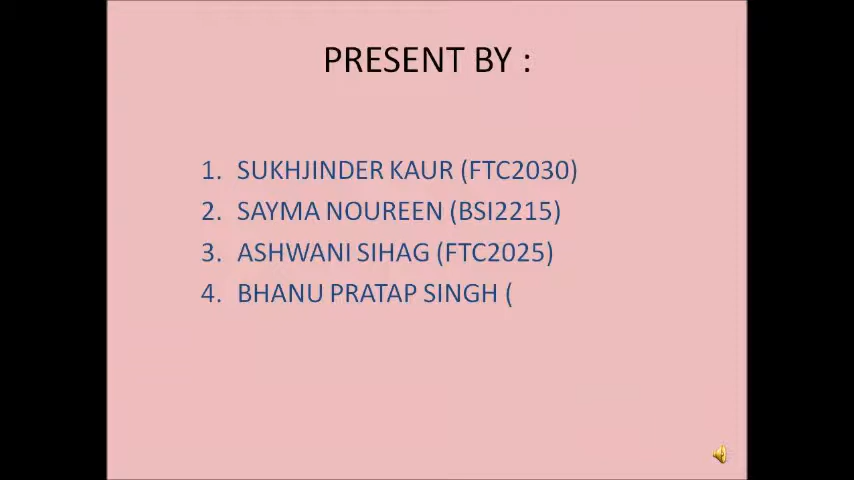 PRESENT BY :
1. SUKHJINDER KAUR (FTC2030)
2. SAYMA NOUREEN (BSI2215)
3. ASHWANI SIHAG (FTC2025)
4. BHANU PRATAP SINGH (